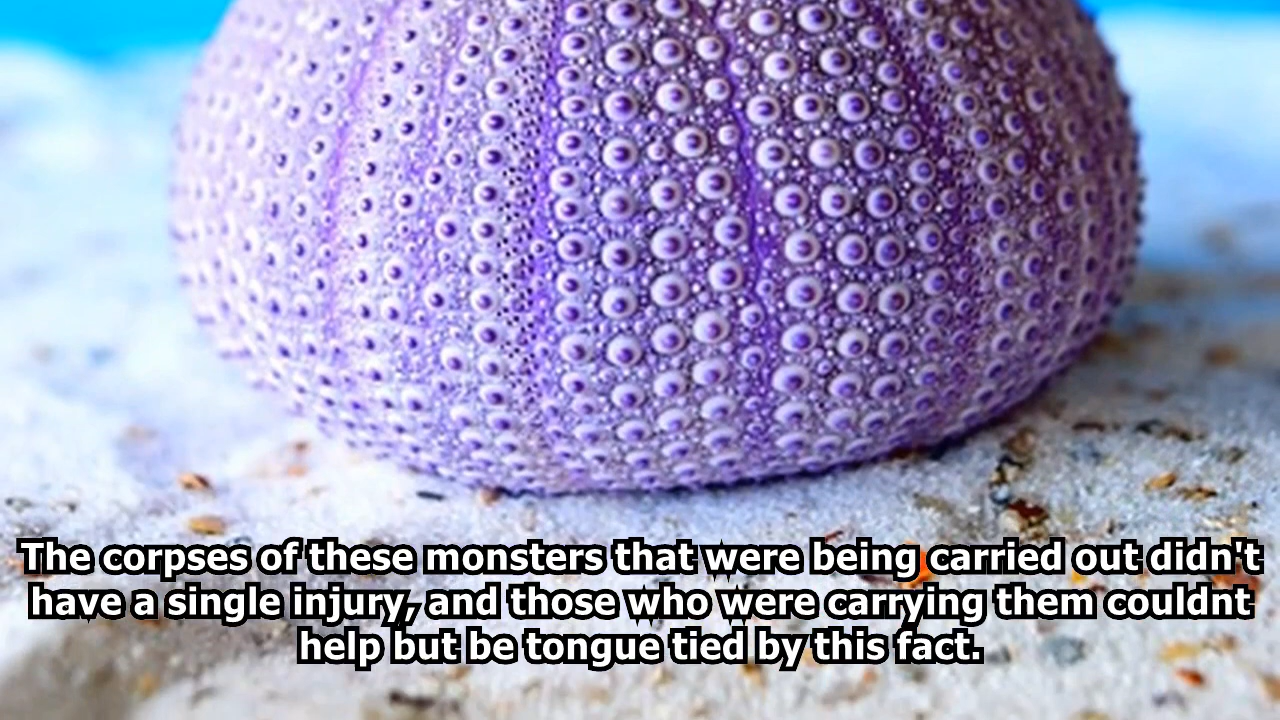 The corpses of these monsters that were being carried out didn't
have a single injury, and those who were carrying them couldnt
help but be tongue tied by this fact.